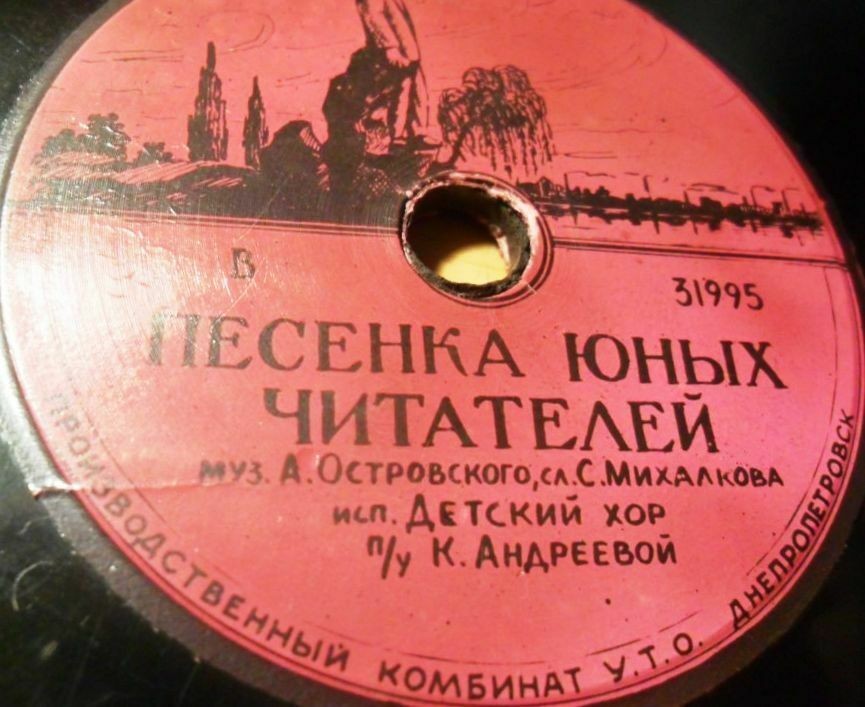 В
31995
ПЕСЕНКА ЮНЫХ
ЧИТАТЕЛЕЙ
муз. А. Островского, сл. С. Михалкова
исп. Детский хор
п/у К. Андреевой
ПРОИЗВОДСТВЕННЫЙ КОМБИНАТ У.Т.О. ДНЕПРОПЕТРОВСК